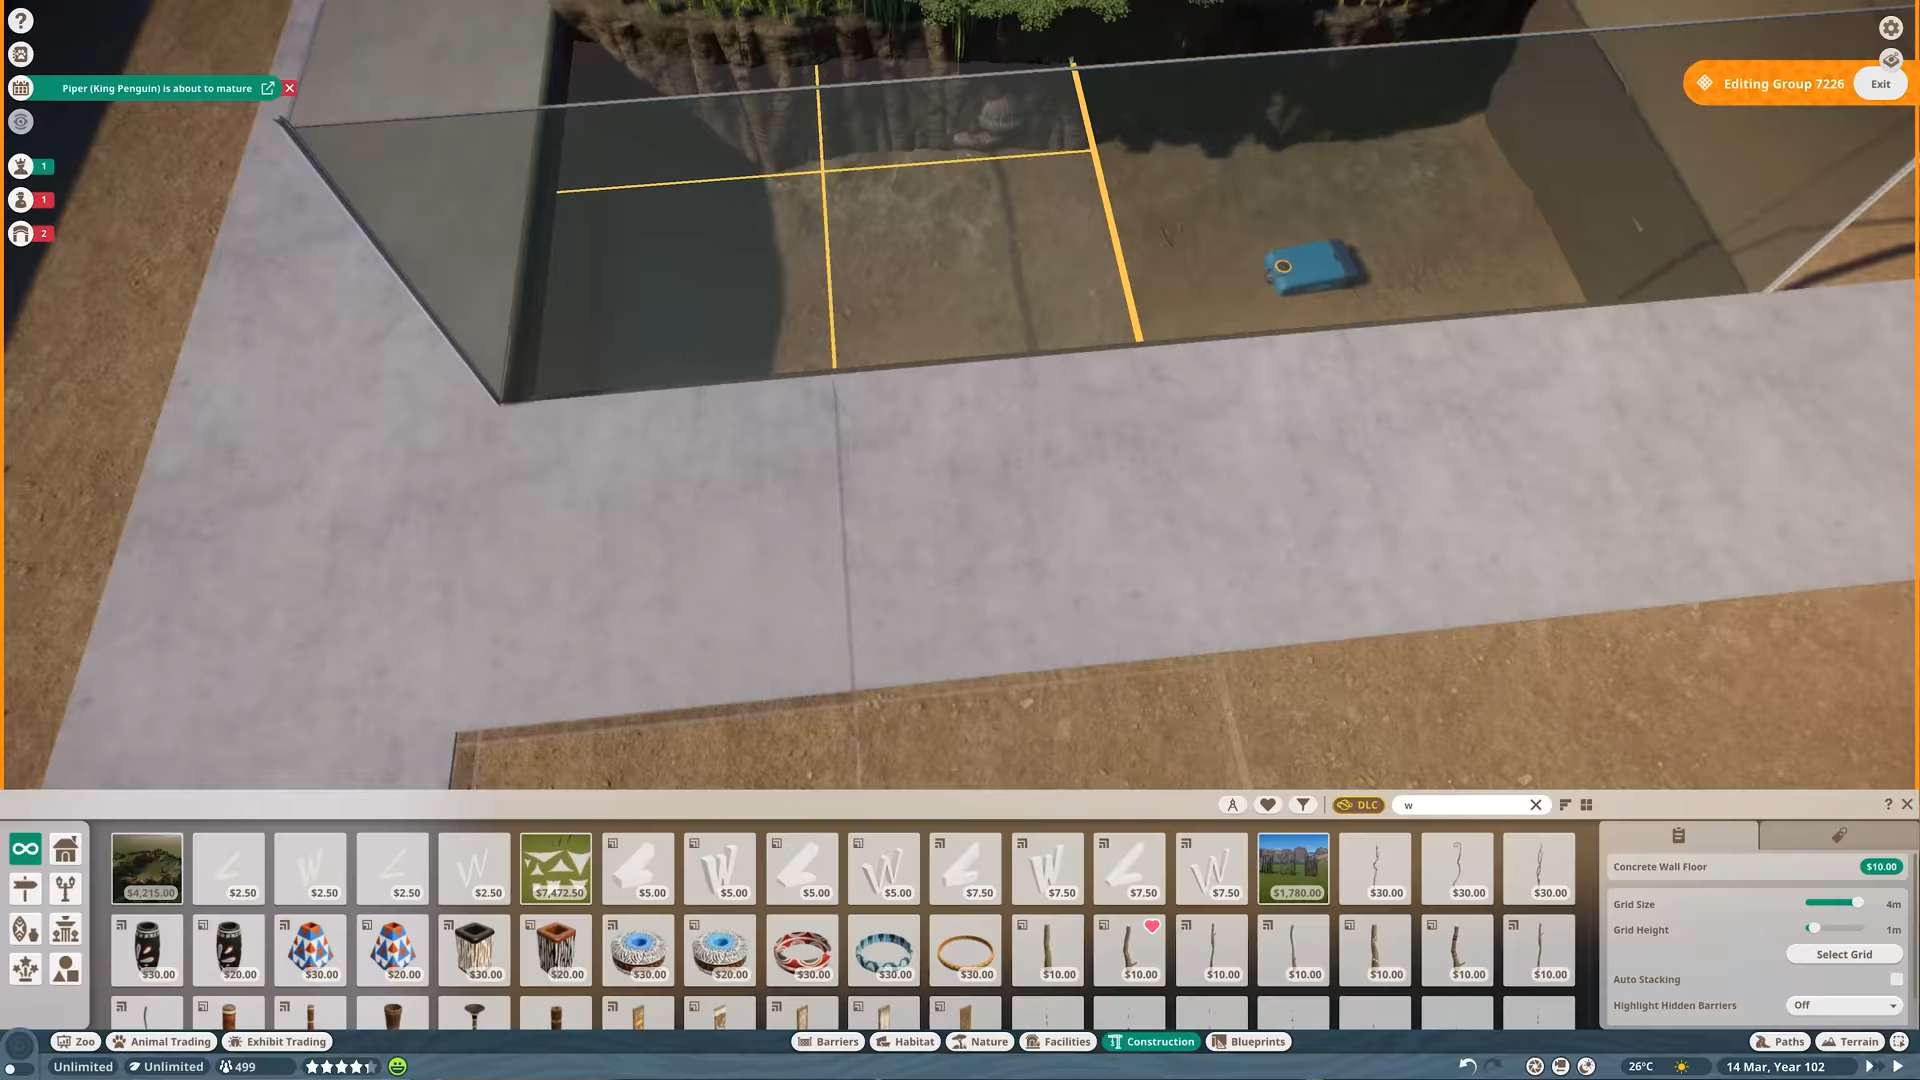 Piper (King Penguin) is about to mature
Editing Group 7226
Exit
1
1
2
DLC
w
$4,215.00
$2.50
$2.50
$2.50
$2.50
$7,472.50
$5.00
$5.00
$5.00
$5.00
$7.50
$7.50
$7.50
$7.50
$1,780.00
$30.00
$30.00
$30.00
$30.00
$20.00
$30.00
$20.00
$30.00
$20.00
$30.00
$20.00
$30.00
$30.00
$30.00
$10.00
$10.00
$10.00
$10.00
$10.00
$10.00
$10.00
Concrete Wall Floor
$10.00
Grid Size
4m
Grid Height
1m
Select Grid
Auto Stacking
Highlight Hidden Barriers
Off
Zoo
Animal Trading
Exhibit Trading
Barriers
Habitat
Nature
Facilities
Construction
Blueprints
Paths
Terrain
Unlimited
Unlimited
499
26°C
14 Mar, Year 102